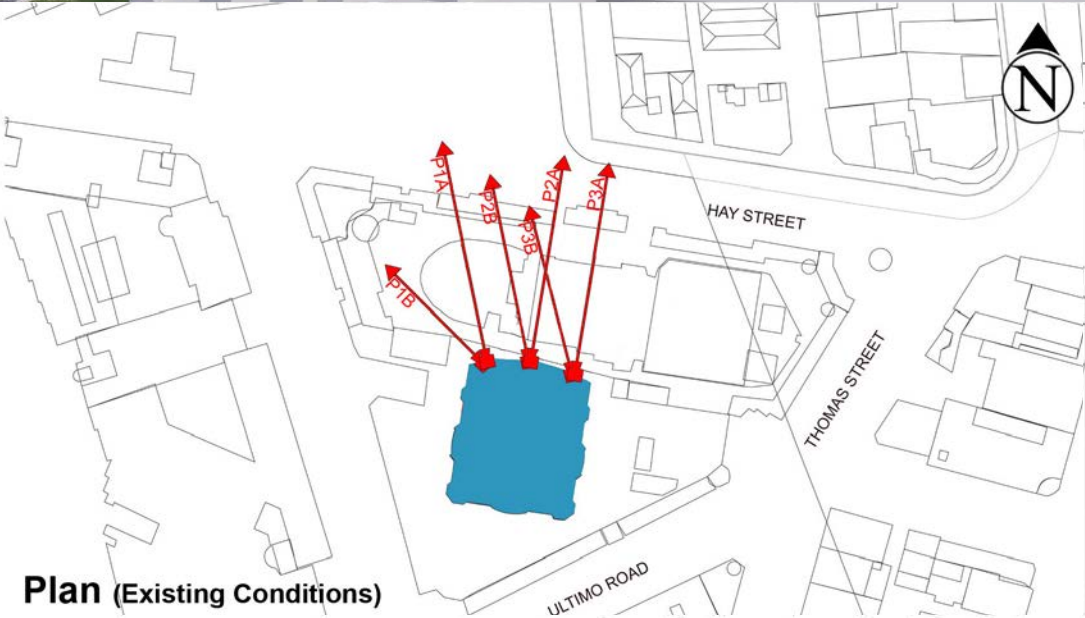 N
P1A
P2B
P2A
P3A
P3B
P1B
HAY STREET
THOMAS STREET
ULTIMO ROAD
Plan (Existing Conditions)